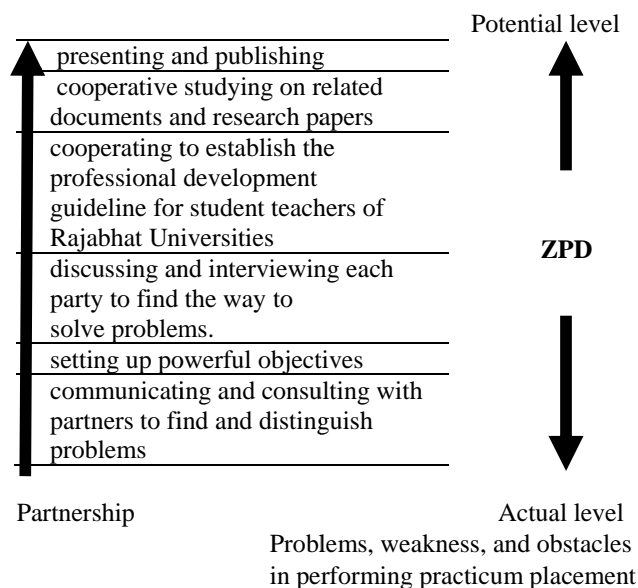 Potential level
presenting and publishing
cooperative studying on related
documents and research papers
cooperating to establish the
professional development
guideline for student teachers of
Rajabhat Universities
ZPD
discussing and interviewing each
party to find the way to
solve problems.
setting up powerful objectives
communicating and consulting with
partners to find and distinguish
problems
Partnership
Actual level
Problems, weakness, and obstacles
in performing practicum placement